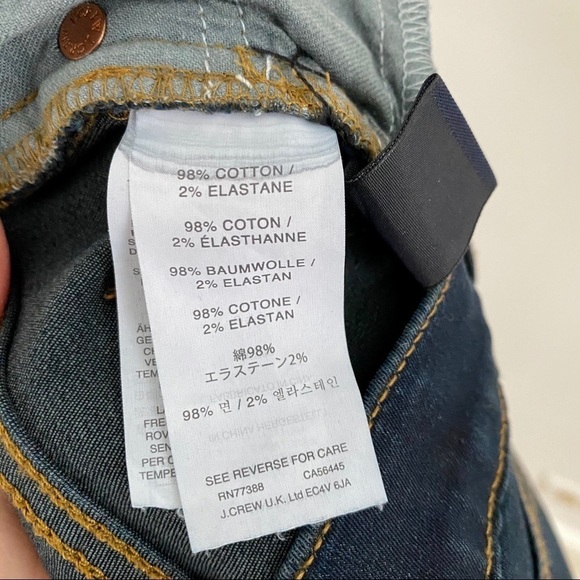 98% COTTON /
2% ELASTANE
98% COTON /
2% ÉLASTHANNE
98% BAUMWOLLE /
2% ELASTAN
98% COTONE /
2% ELASTAN
綿98%
エラステーン2%
98% 면 / 2% 엘라스테인
SEE REVERSE FOR CARE
RN77388 CA56445
J.CREW U.K. Ltd EC4V 6JA